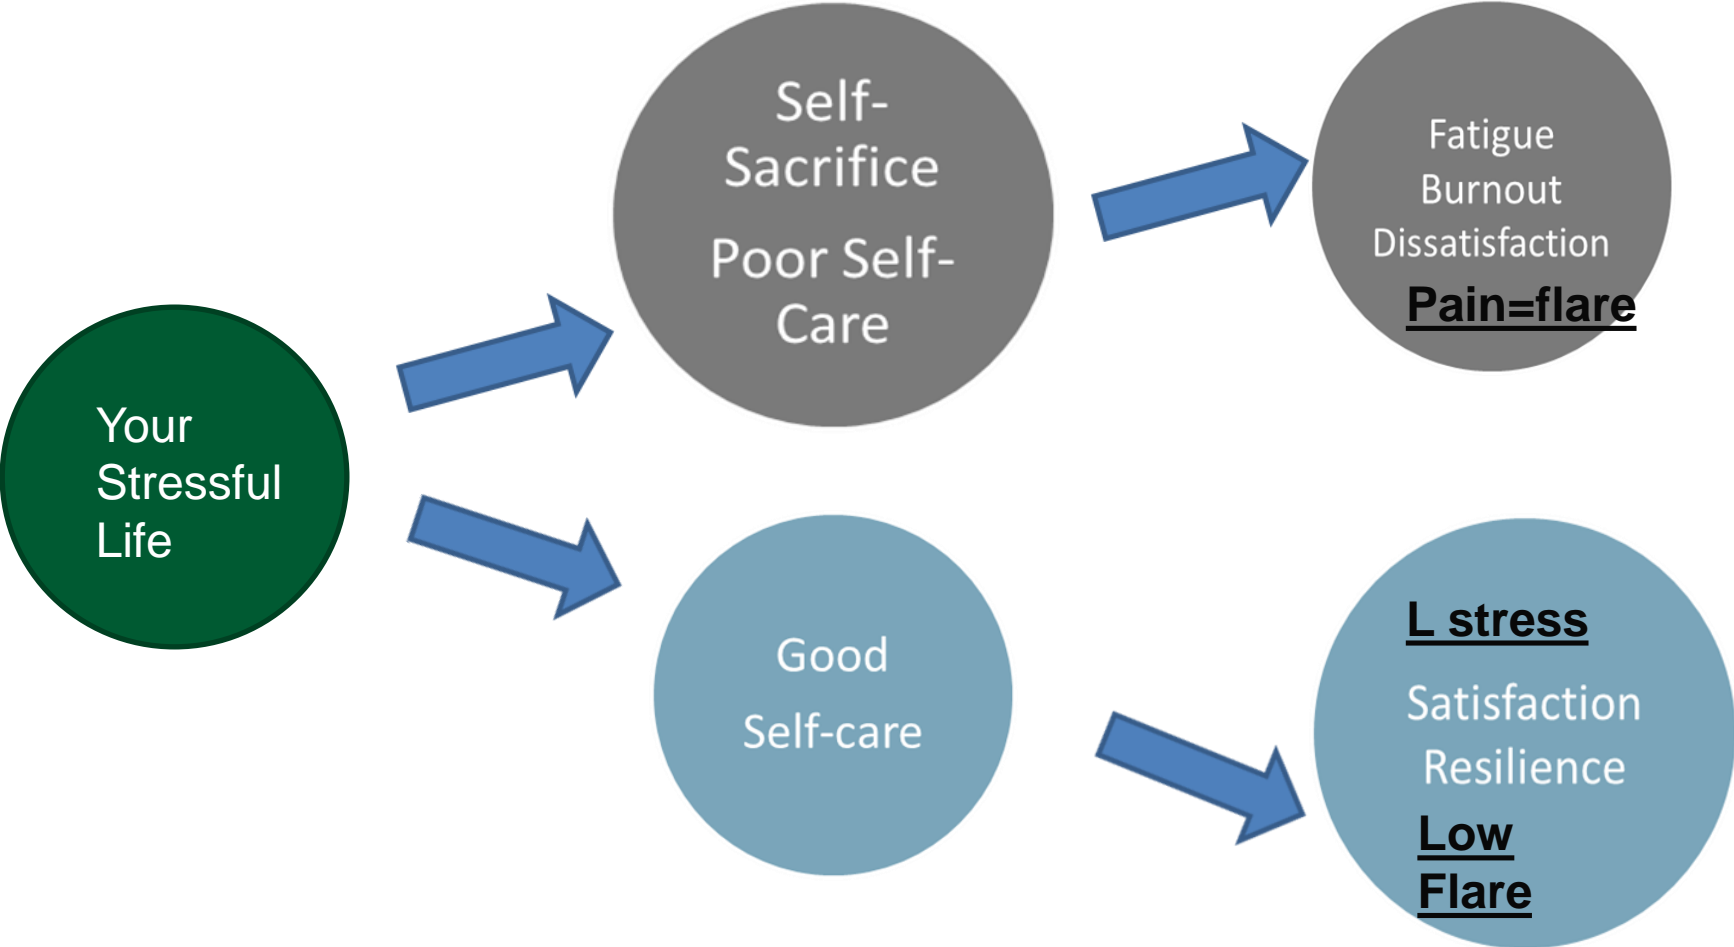 Your
Stressful
Life
Self-
Sacrifice
Poor Self-
Care
Fatigue
Burnout
Dissatisfaction
Pain=flare
Good
Self-care
L stress
Satisfaction
Resilience
Low
Flare